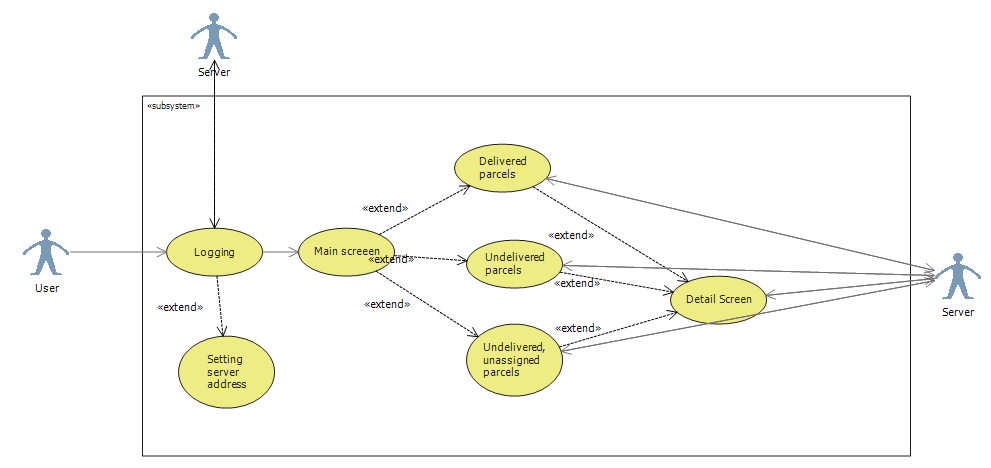 Server
«subsystem»
Delivered
parcels
«extend»
«extend»
User
Logging
Main screeen
«extend»
Undelivered
parcels
«extend»
Detail Screen
Server
«extend»
«extend»
«extend»
Setting
server
address
Undelivered,
unassigned
parcels